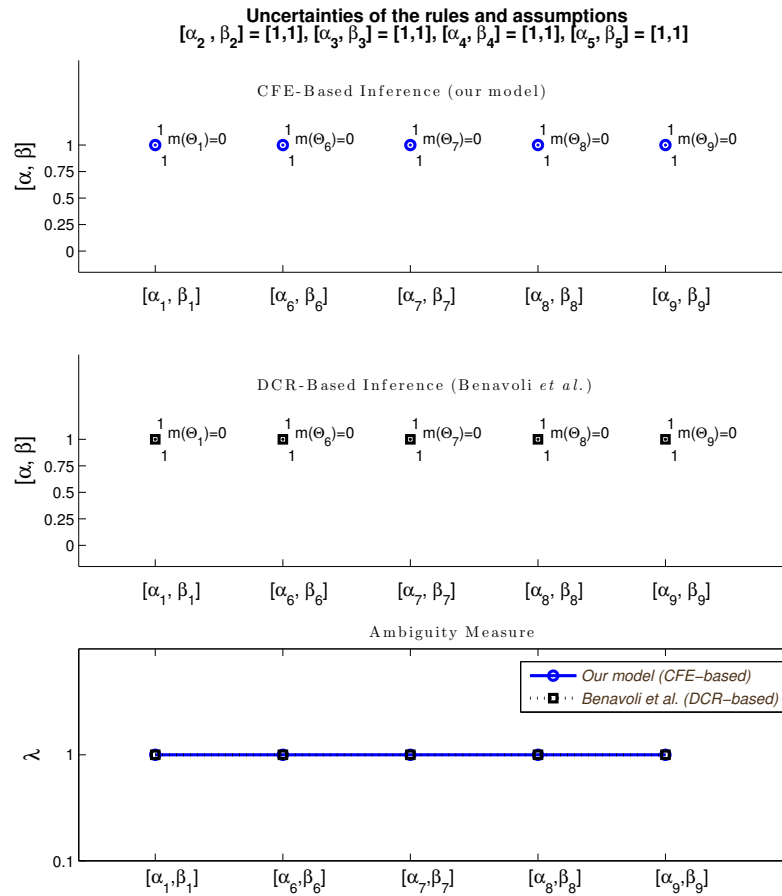 Uncertainties of the rules and assumptions
[α2 , β2] = [1,1], [α3, β3] = [1,1], [α4, β4] = [1,1], [α5, β5] = [1,1]
CFE-Based Inference (our model)
1 m(Θ1)=0 1
1 m(Θ6)=0 1
1 m(Θ7)=0 1
1 m(Θ8)=0 1
1 m(Θ9)=0 1
[α, β]
1
0.75
0.25
0
[α1, β1] [α6, β6] [α7, β7] [α8, β8] [α9, β9]
DCR-Based Inference (Benavoli et al.)
1 m(Θ1)=0 1
1 m(Θ6)=0 1
1 m(Θ7)=0 1
1 m(Θ8)=0 1
1 m(Θ9)=0 1
[α, β]
1
0.75
0.25
0
[α1, β1] [α6, β6] [α7, β7] [α8, β8] [α9, β9]
Ambiguity Measure
Our model (CFE−based)
Benavoli et al. (DCR−based)
λ
1
0.1
[α1,β1] [α6,β6] [α7,β7] [α8,β8] [α9,β9]